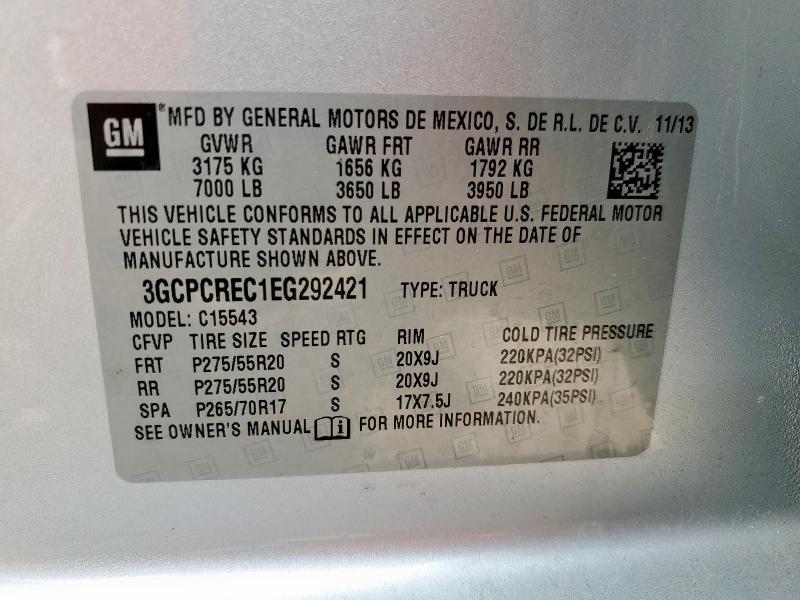 GM ® MFD BY GENERAL MOTORS DE MEXICO, S. DE R.L. DE C.V. 11/13
GVWR GAWR FRT GAWR RR
3175 KG 1656 KG 1792 KG
7000 LB 3650 LB 3950 LB
THIS VEHICLE CONFORMS TO ALL APPLICABLE U.S. FEDERAL MOTOR
VEHICLE SAFETY STANDARDS IN EFFECT ON THE DATE OF
MANUFACTURE SHOWN ABOVE.
3GCPCREC1EG292421 TYPE: TRUCK
MODEL: C15543
CFVP TIRE SIZE SPEED RTG RIM COLD TIRE PRESSURE
FRT P275/55R20 S 20X9J 220KPA(32PSI)
RR P275/55R20 S 20X9J 220KPA(32PSI)
SPA P265/70R17 S 17X7.5J 240KPA(35PSI)
SEE OWNER'S MANUAL i FOR MORE INFORMATION.